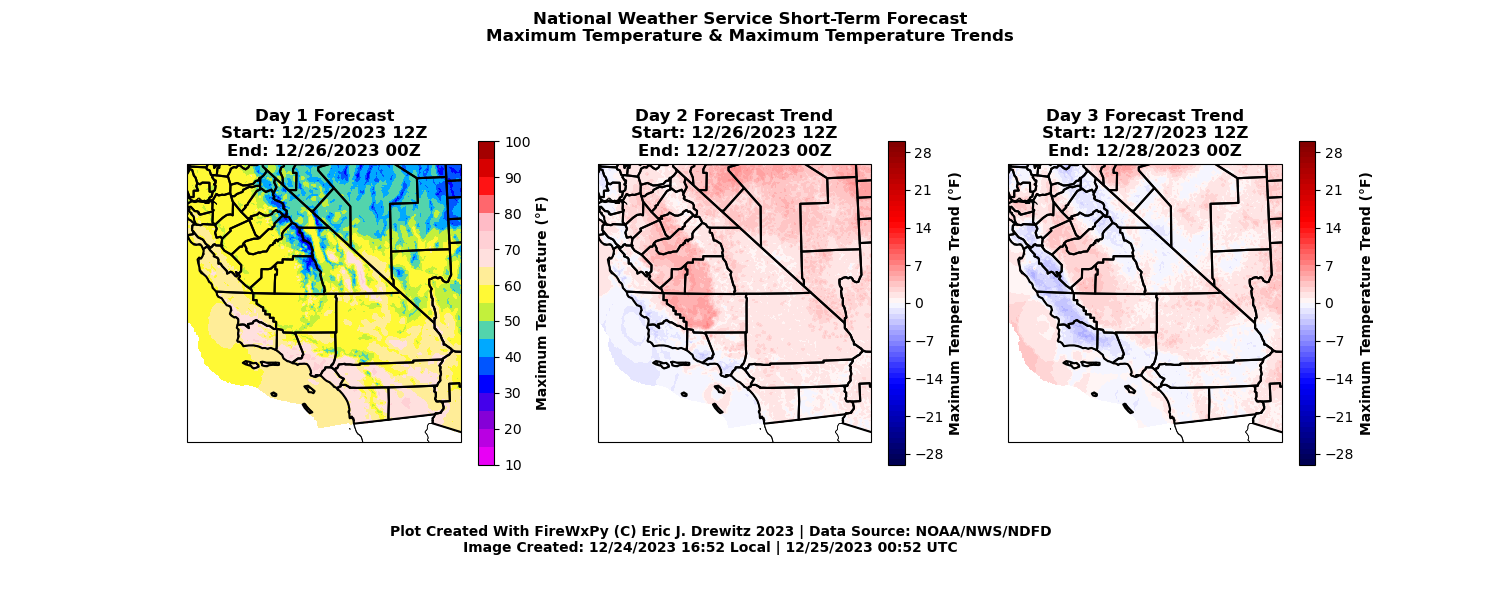 National Weather Service Short-Term Forecast
Maximum Temperature & Maximum Temperature Trends
Day 1 Forecast
Start: 12/25/2023 12Z
End: 12/26/2023 00Z
100
90
80
70
60
50
40
30
20
10
Maximum Temperature (°F)
Day 2 Forecast Trend
Start: 12/26/2023 12Z
End: 12/27/2023 00Z
28
21
14
7
0
−7
−14
−21
−28
Maximum Temperature Trend (°F)
Day 3 Forecast Trend
Start: 12/27/2023 12Z
End: 12/28/2023 00Z
28
21
14
7
0
−7
−14
−21
−28
Maximum Temperature Trend (°F)
Plot Created With FireWxPy (C) Eric J. Drewitz 2023 | Data Source: NOAA/NWS/NDFD
Image Created: 12/24/2023 16:52 Local | 12/25/2023 00:52 UTC